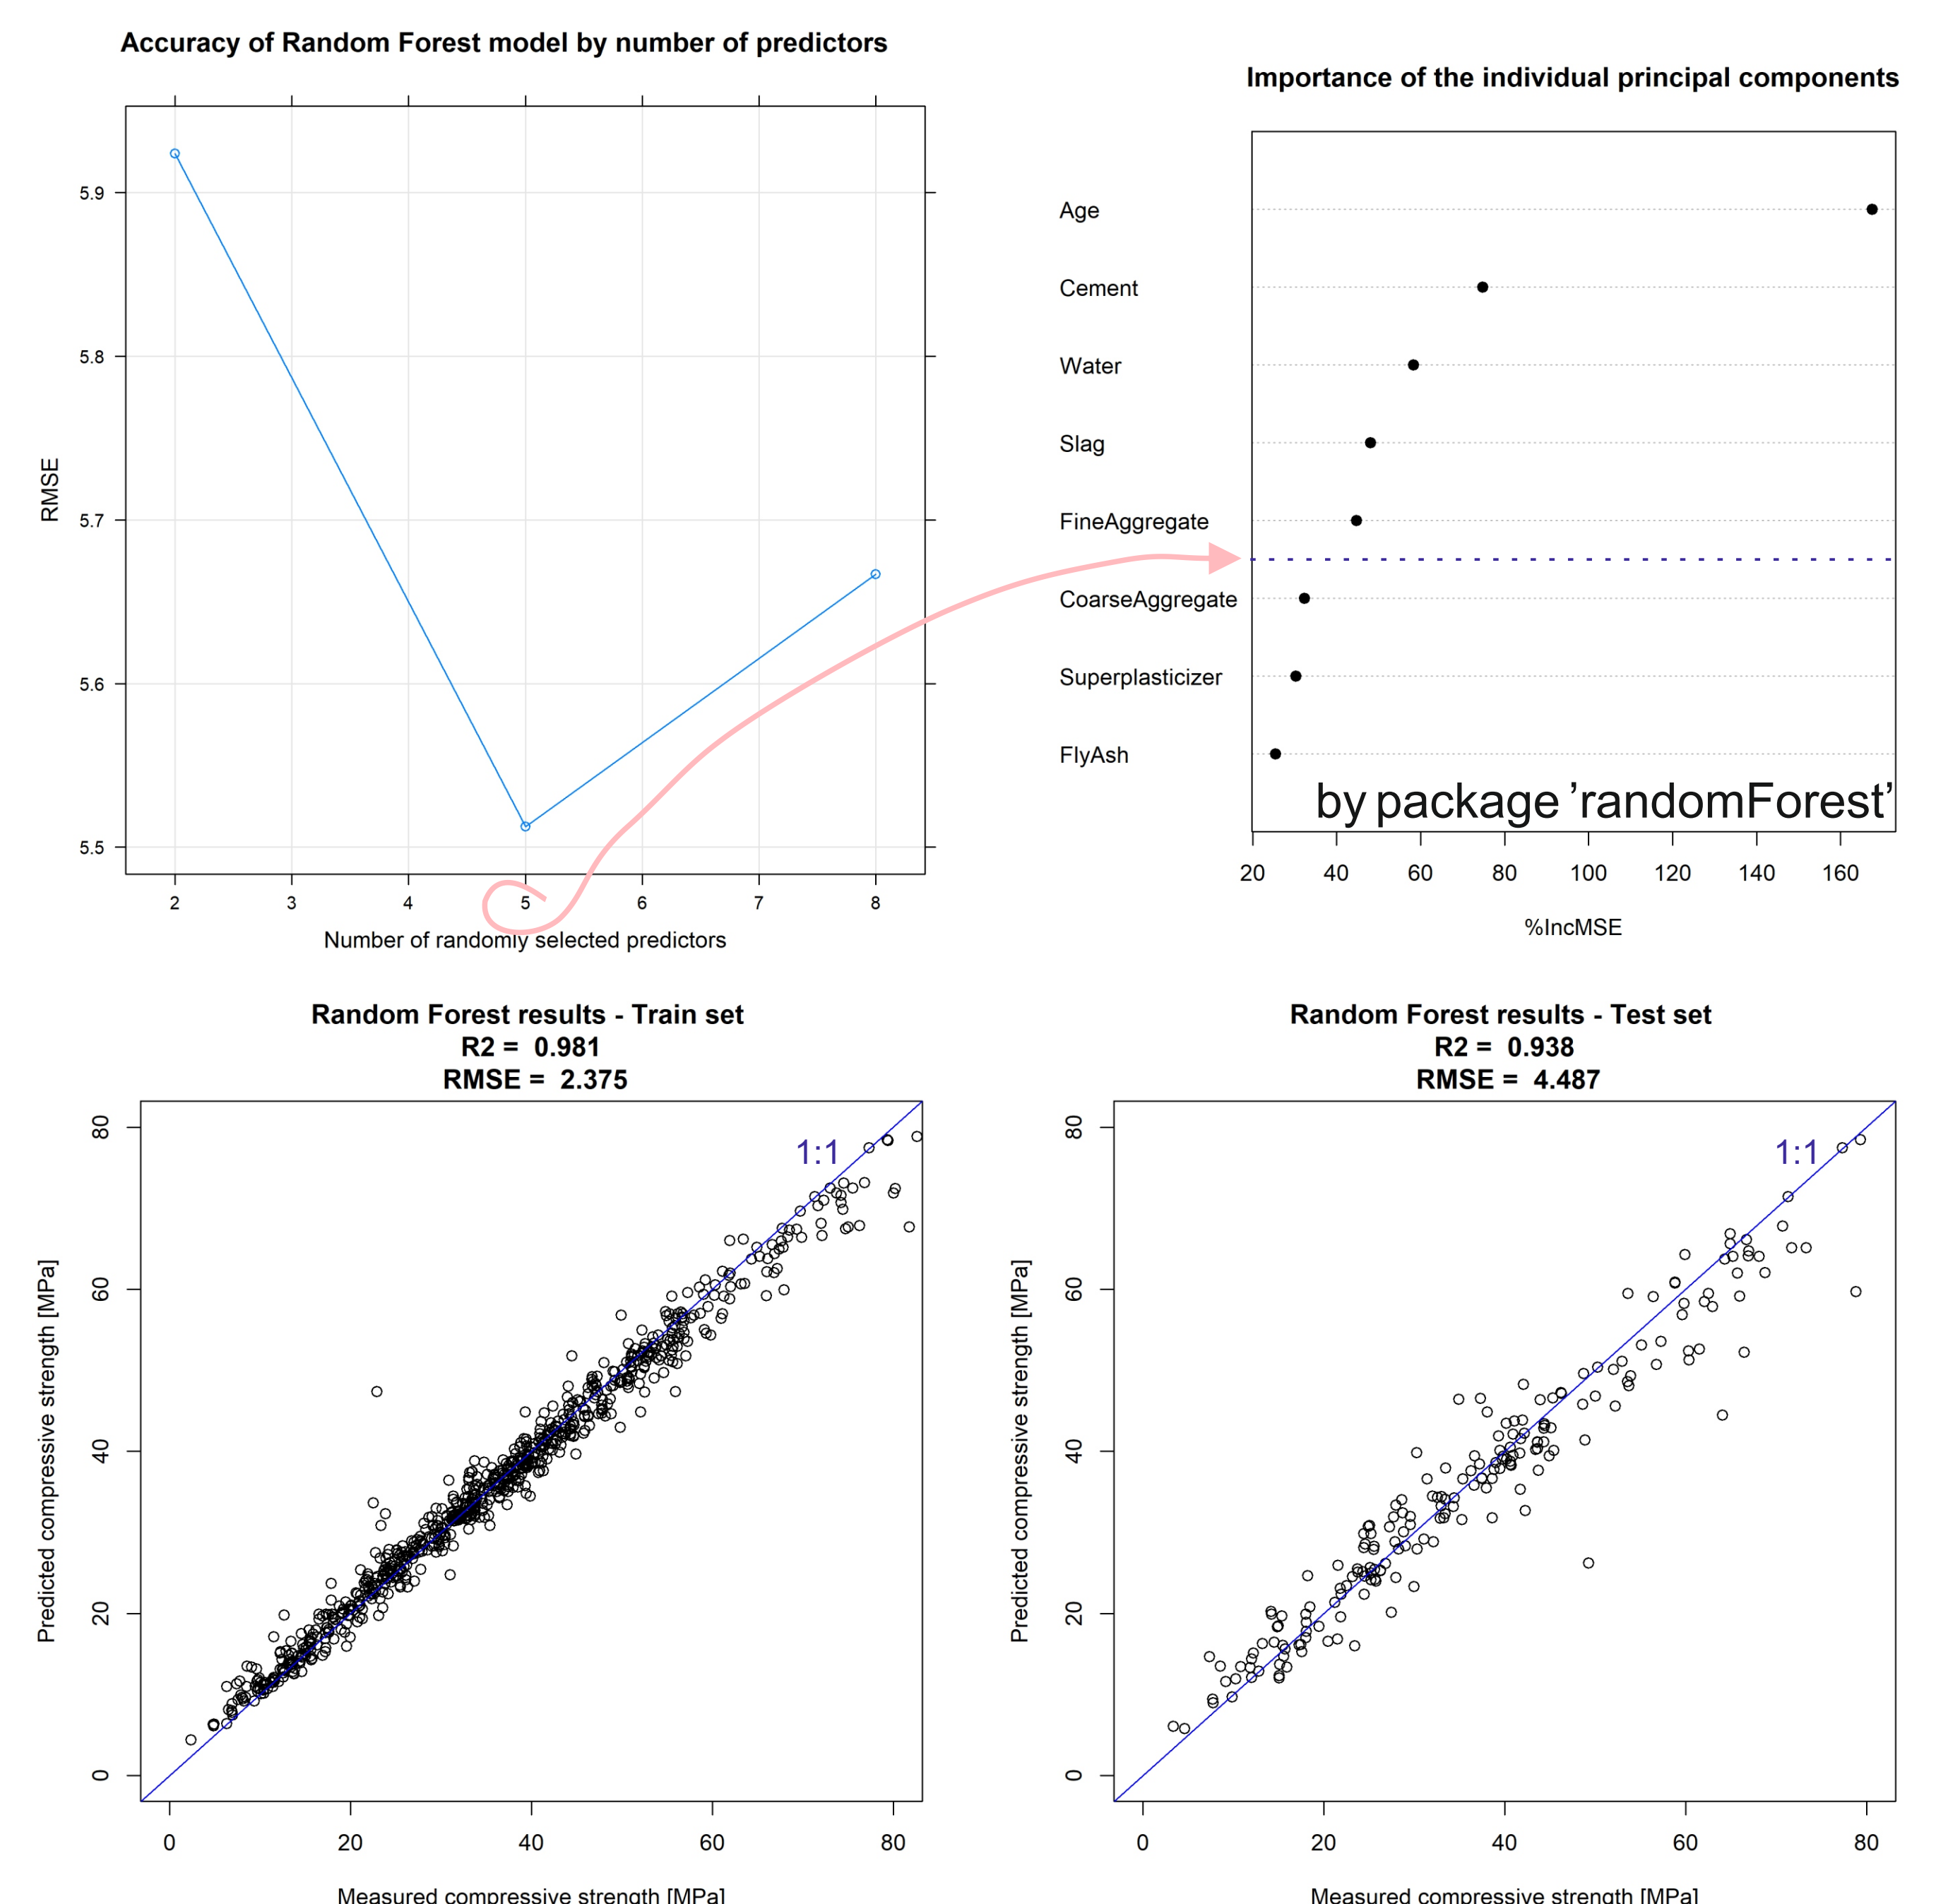 Accuracy of Random Forest model by number of predictors
RMSE
5.9
5.8
5.7
5.6
5.5
2 3 4 5 6 7 8
Number of randomly selected predictors
Importance of the individual principal components
Age
Cement
Water
Slag
FineAggregate
CoarseAggregate
Superplasticizer
FlyAsh
by package ’randomForest’
20 40 60 80 100 120 140 160
%IncMSE
Random Forest results - Train set
R2 = 0.981
RMSE = 2.375
1:1
Predicted compressive strength [MPa]
80
60
40
20
0
0 20 40 60 80
Measured compressive strength [MPa]
Random Forest results - Test set
R2 = 0.938
RMSE = 4.487
1:1
Predicted compressive strength [MPa]
80
60
40
20
0
0 20 40 60 80
Measured compressive strength [MPa]